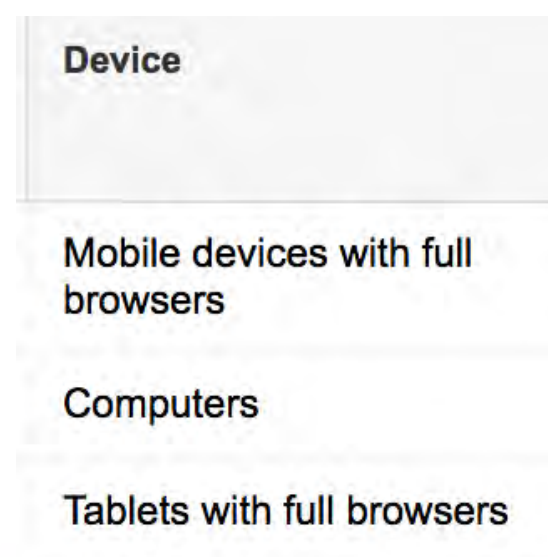 Device
Mobile devices with full
browsers
Computers
Tablets with full browsers